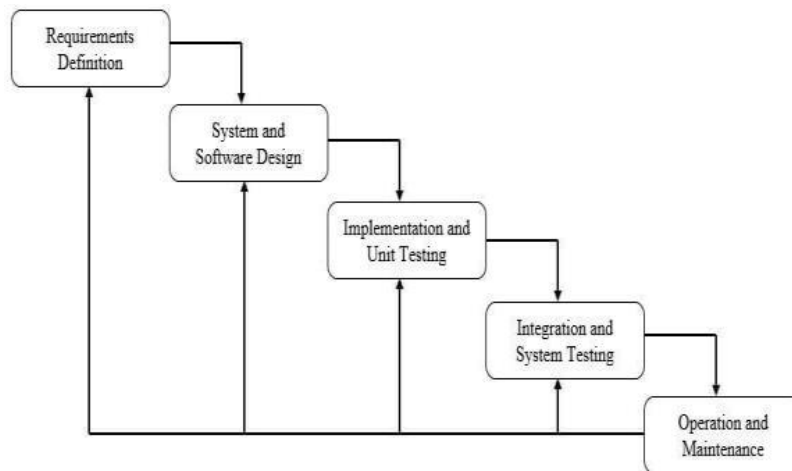 Requirements
Definition
System and
Software Design
Implementation and
Unit Testing
Integration and
System Testing
Operation and
Maintenance